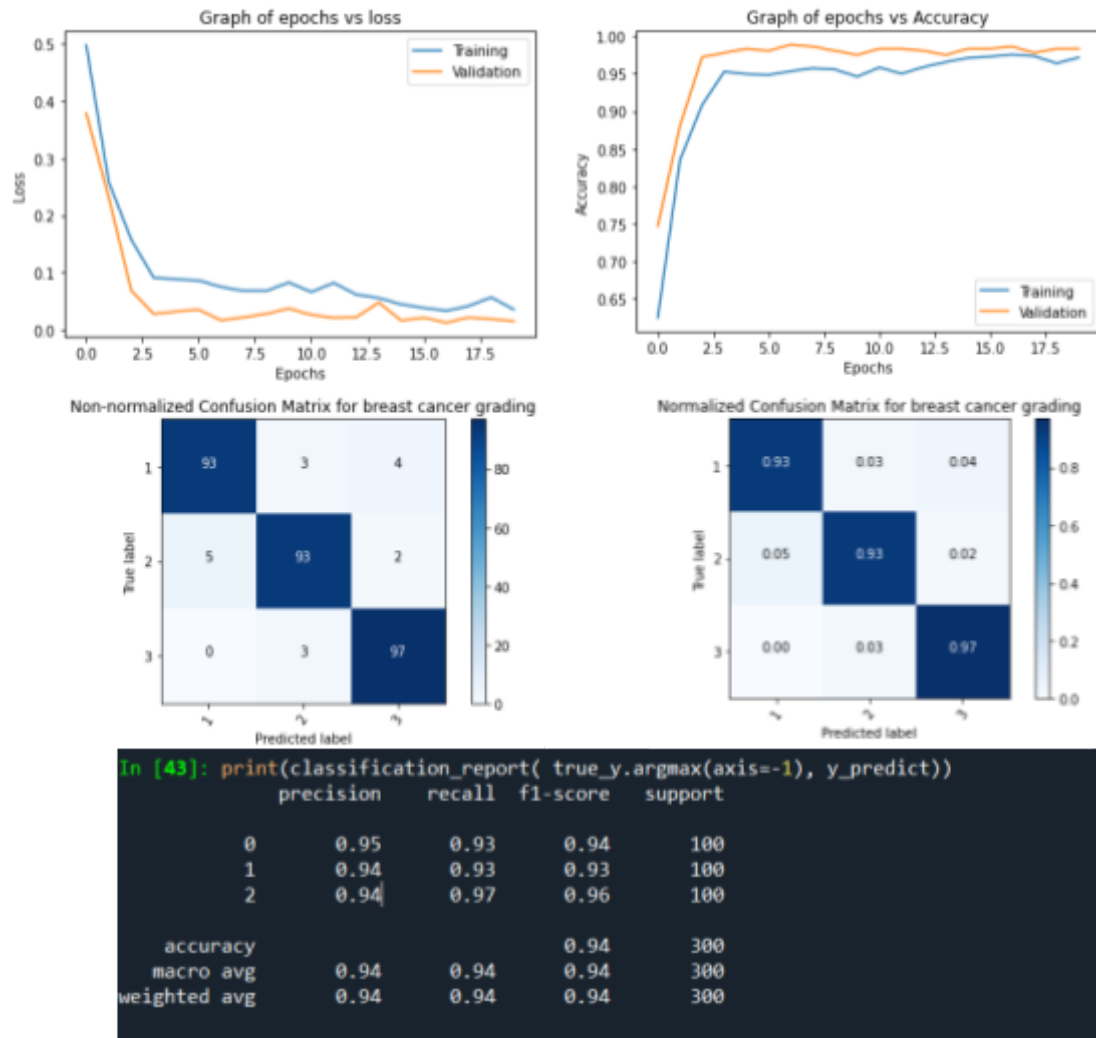 Graph of epochs vs loss
0.5
0.4
0.3
0.2
0.1
0.0
Loss
Training
Validation
0.0 2.5 5.0 7.5 10.0 12.5 15.0 17.5
Epochs
Graph of epochs vs Accuracy
1.00
0.95
0.90
0.85
0.80
0.75
0.70
0.65
Accuracy
Training
Validation
0.0 2.5 5.0 7.5 10.0 12.5 15.0 17.5
Epochs
Non-normalized Confusion Matrix for breast cancer grading
True label
1 93 3 4
2 5 93 2
3 0 3 97
1 2 3
Predicted label
80
60
40
20
0
Normalized Confusion Matrix for breast cancer grading
True label
1 0.93 0.03 0.04
2 0.05 0.93 0.02
3 0.00 0.03 0.97
1 2 3
Predicted label
0.8
0.6
0.4
0.2
0.0
In [43]: print(classification_report( true_y.argmax(axis=-1), y_predict))
precision recall f1-score support
0 0.95 0.93 0.94 100
1 0.94 0.93 0.93 100
2 0.94 0.97 0.96 100
accuracy 0.94 300
macro avg 0.94 0.94 0.94 300
weighted avg 0.94 0.94 0.94 300